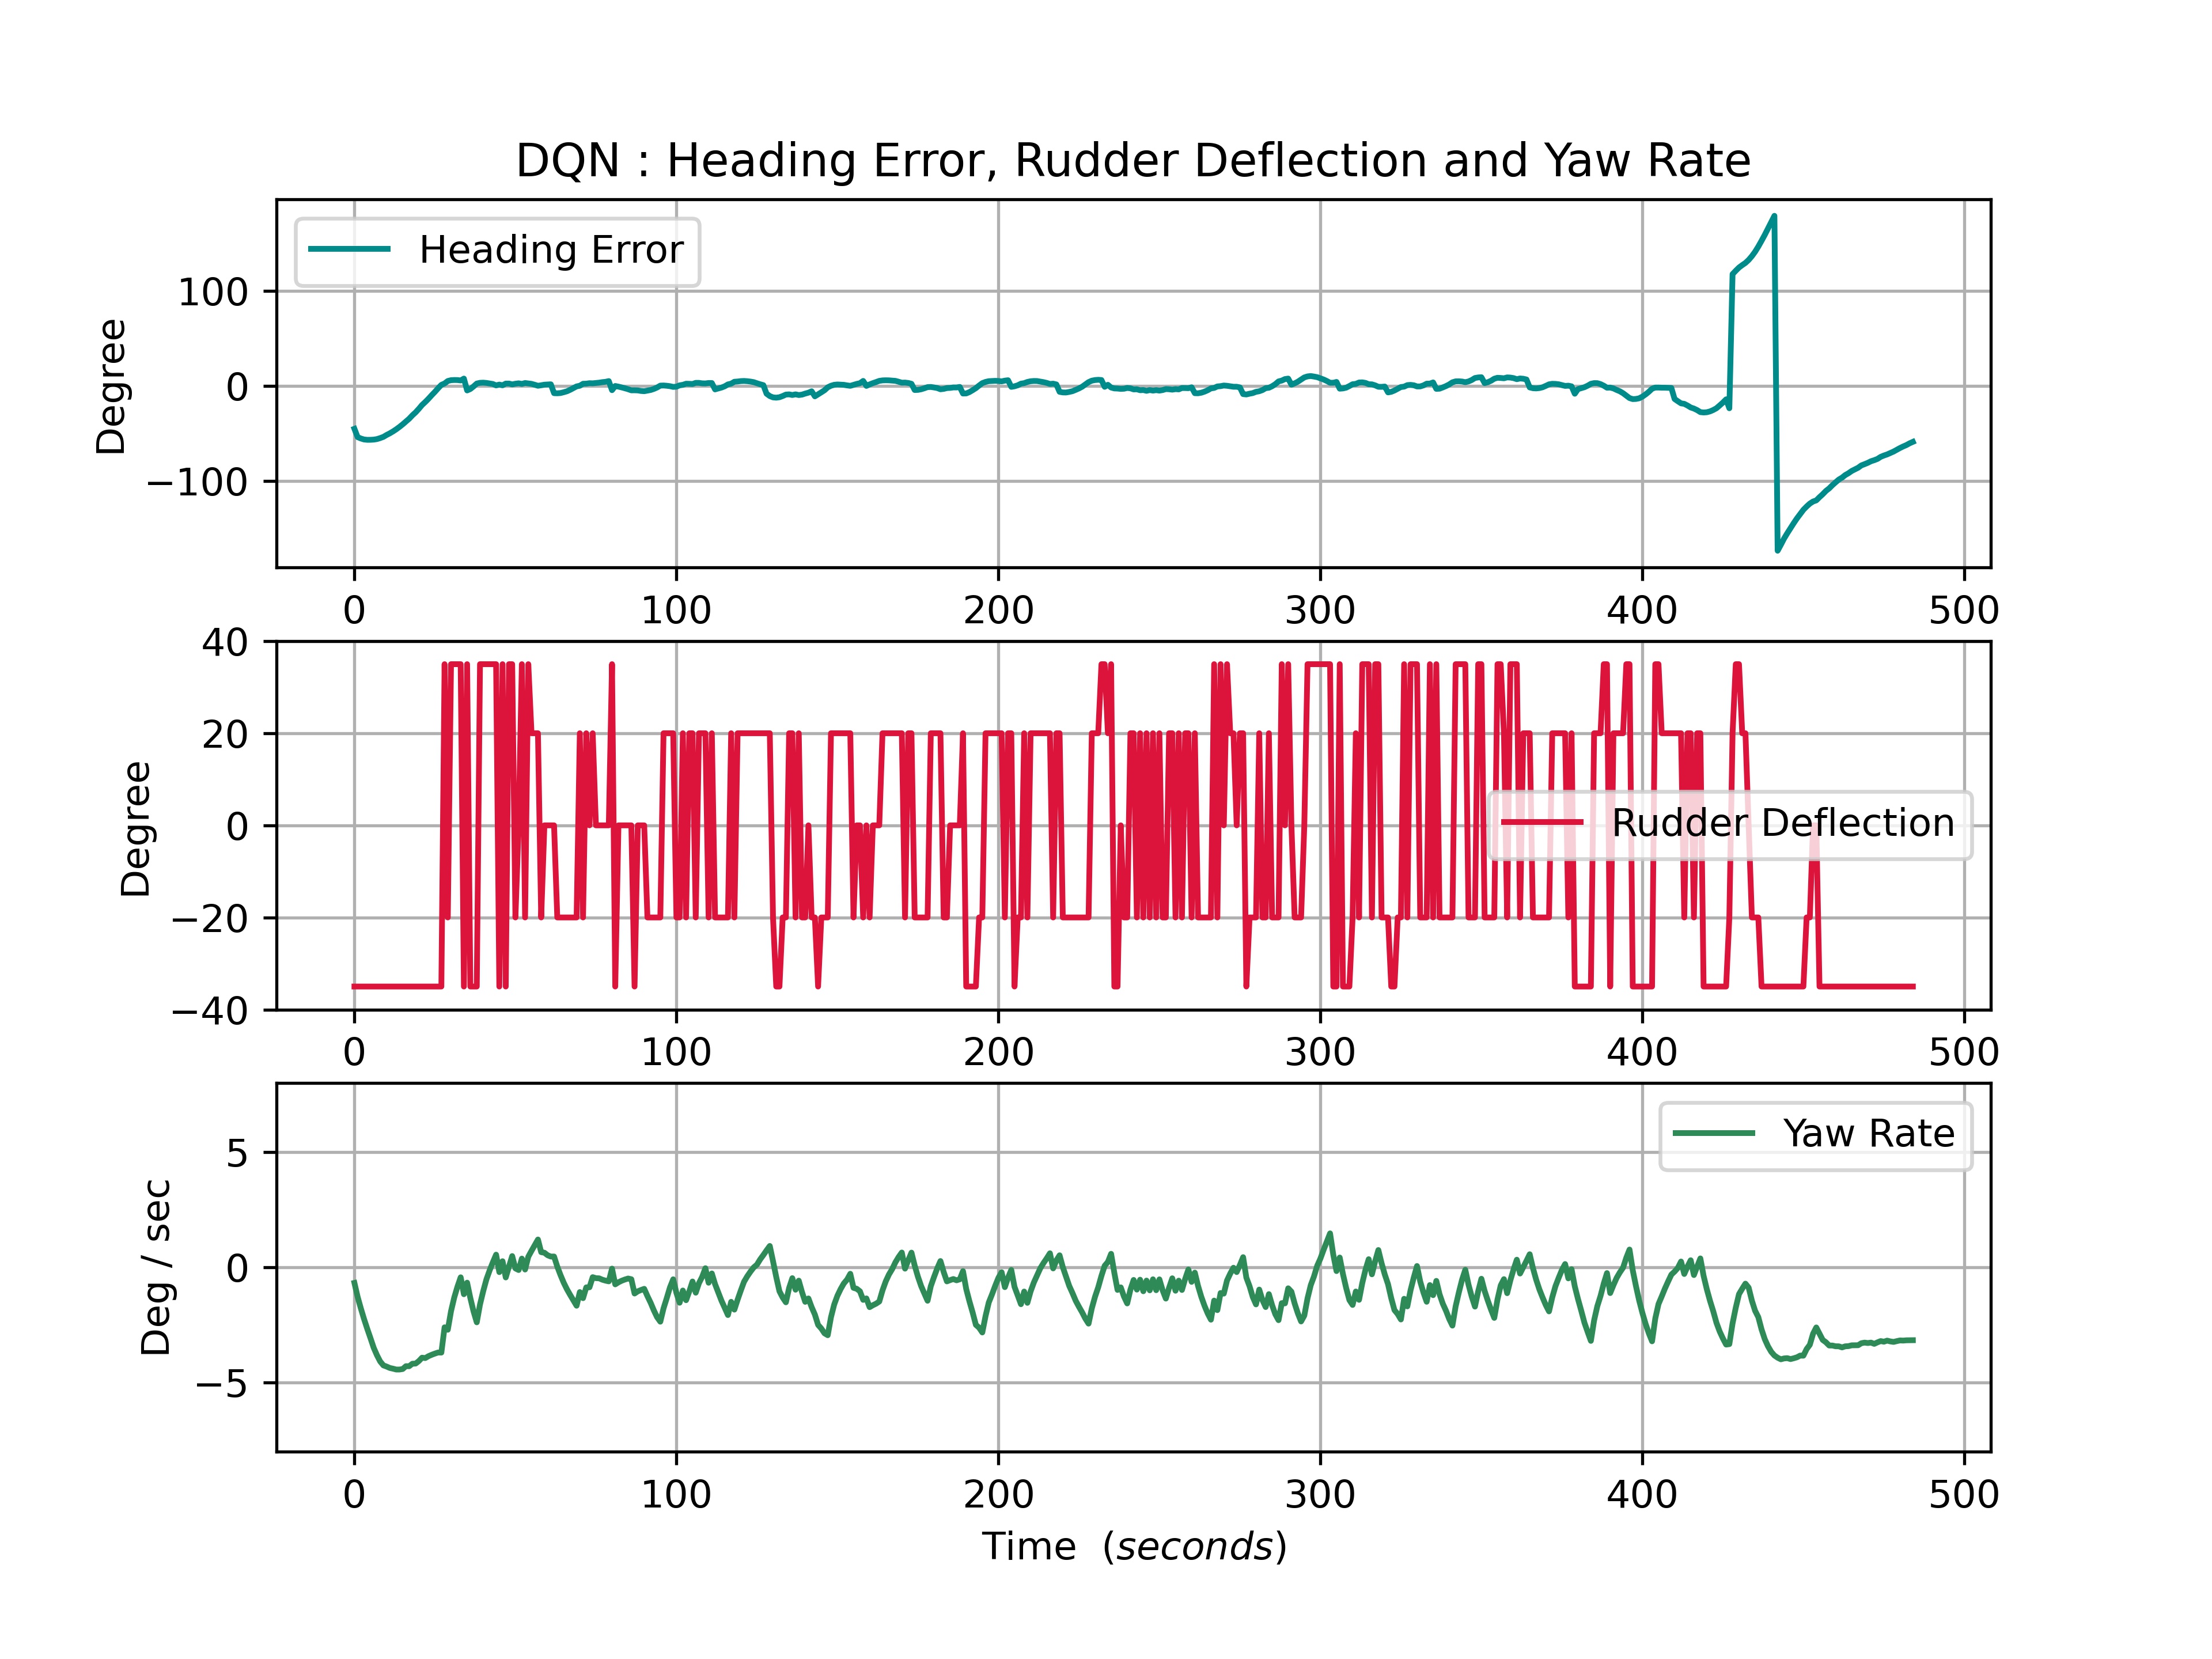 DQN : Heading Error, Rudder Deflection and Yaw Rate
Heading Error
Degree
100
0
−100
0 100 200 300 400 500
Rudder Deflection
Degree
40
20
0
−20
−40
0 100 200 300 400 500
Yaw Rate
Deg / sec
5
0
−5
0 100 200 300 400 500
Time (seconds)